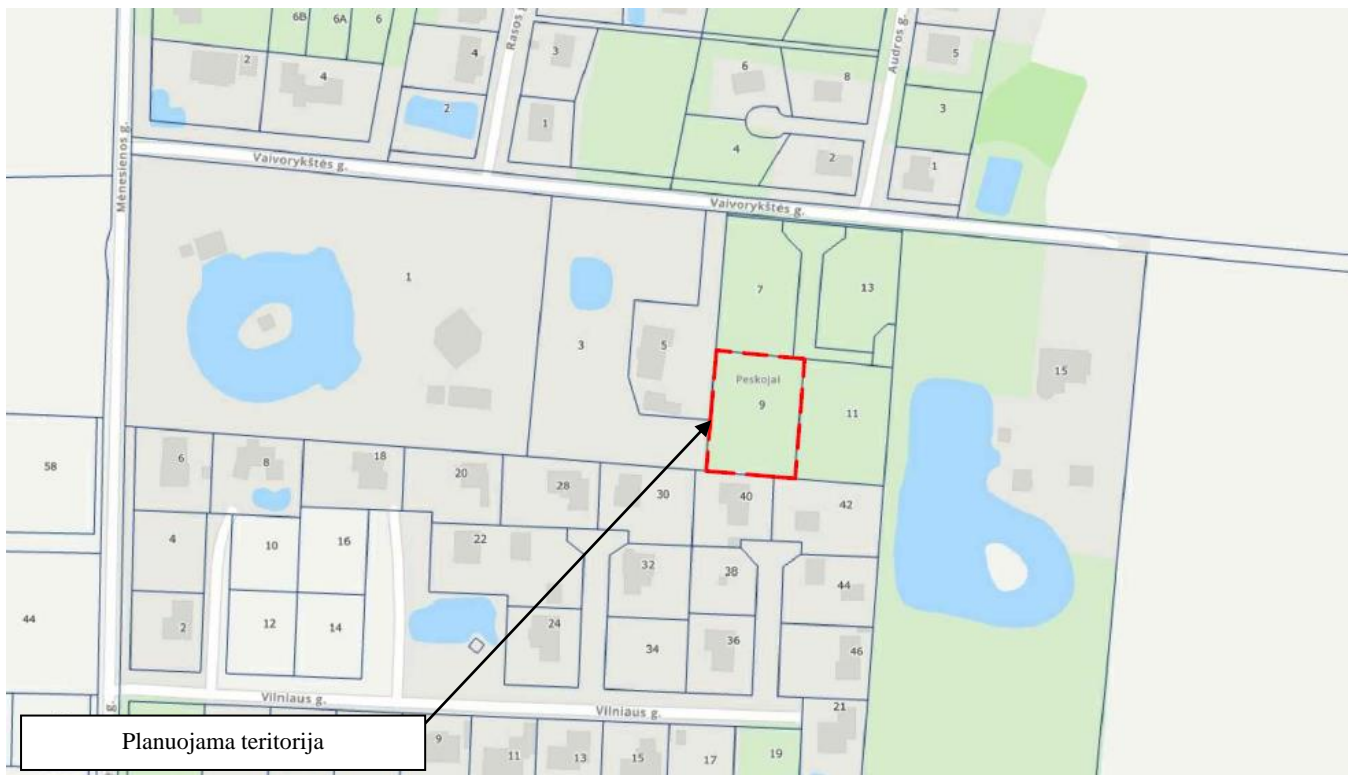 6B 6A 6
2 4 4
Rasos g.
3
6 8
Audros g.
5
2
1
3
4 2 1
Mėnesienos g.
Vaivorykštės g.
Vaivorykštės g.
1
7 13
3 5
15
Peskojai
9 11
58
6 8 18 20 28 30 40 42
4 10 16 22 32 38 44
44
2 12 14 24 34 36 46
Vilniaus g.
Vilniaus g.
g.
21
Planuojama teritorija
9 11 13 15 17 19